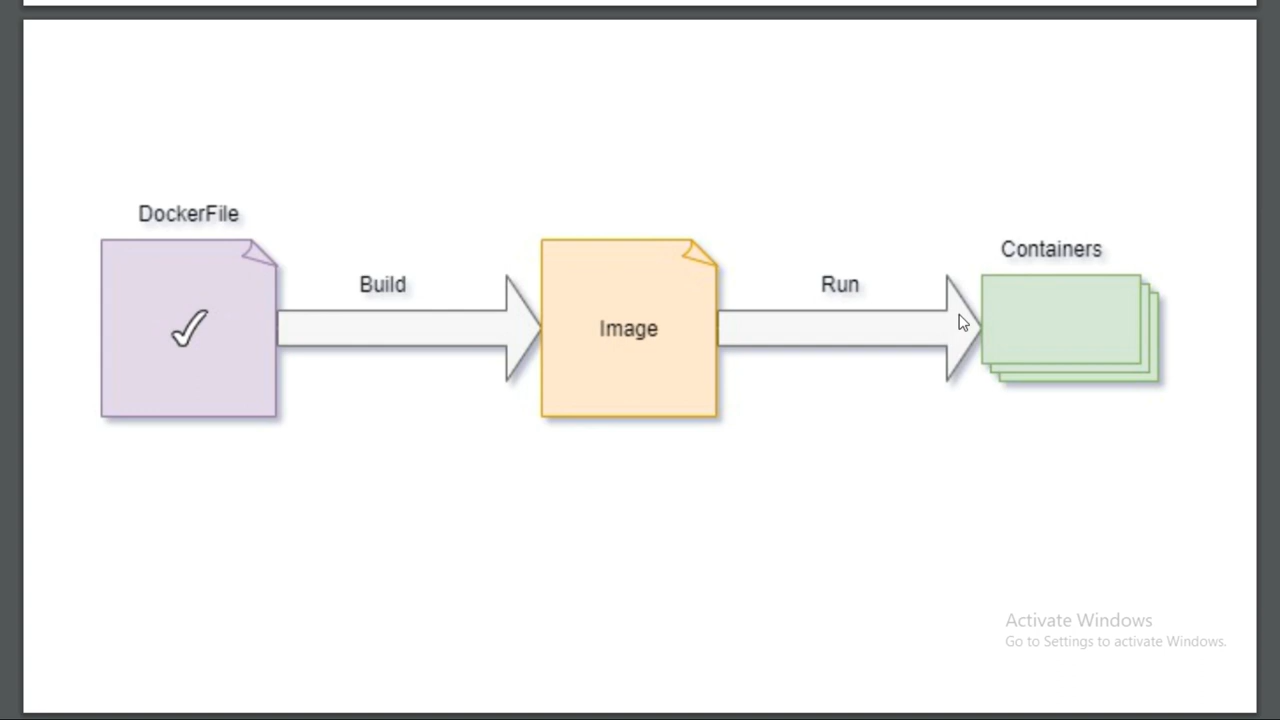 DockerFile
Build
Image
Run
Containers
Activate Windows
Go to Settings to activate Windows.